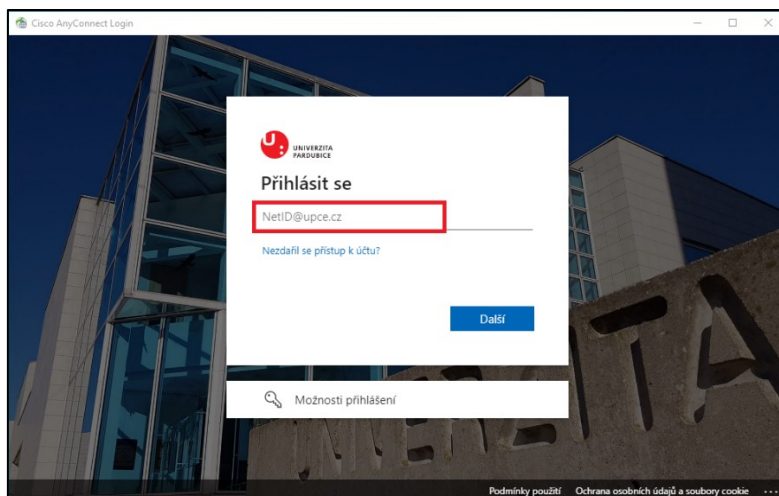 Cisco AnyConnect Login
UNIVERZITA
PARDUBICE
Přihlásit se
NetID@upce.cz
Nezdařil se přístup k účtu?
Další
Možnosti přihlášení
UNIVERZITA
Podmínky použití Ochrana osobních údajů a soubory cookie ...